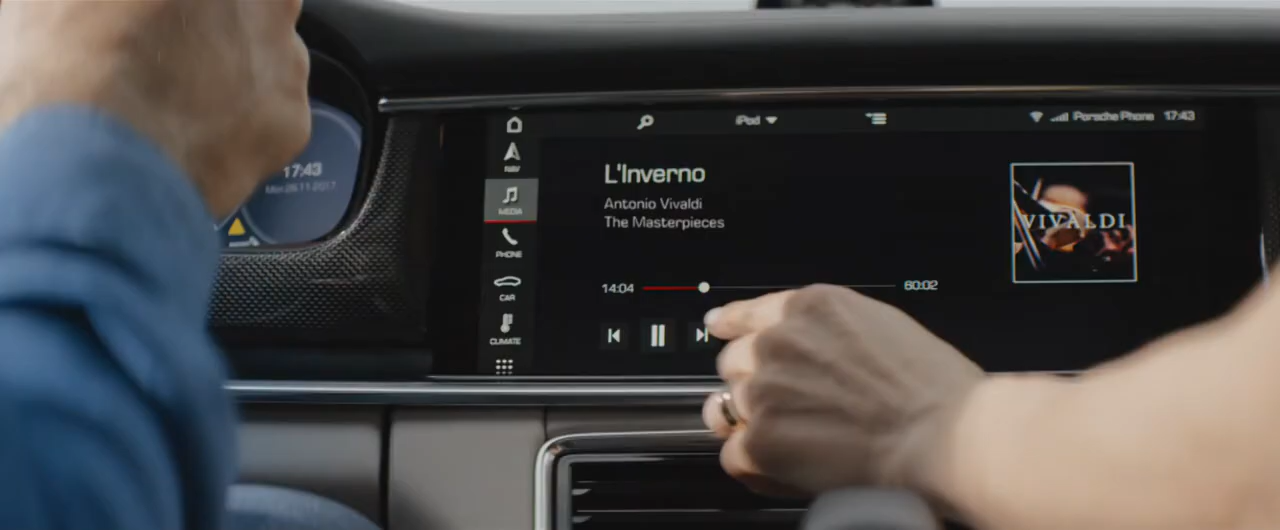 17:43
iPod
Porsche Phone 17:43
NAV
MEDIA
PHONE
CAR
CLIMATE
L'Inverno
Antonio Vivaldi
The Masterpieces
VIVALDI
14:04
60:02